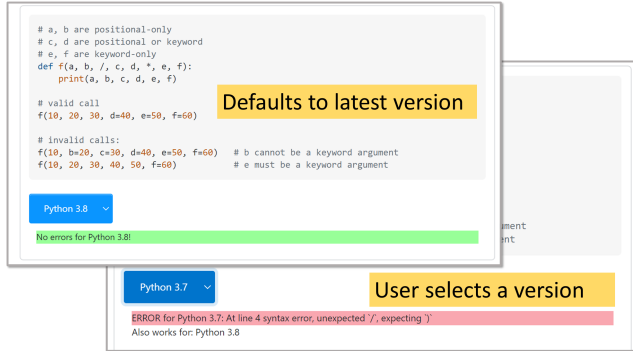 # a, b are positional-only
# c, d are positional or keyword
# e, f are keyword-only
def f(a, b, /, c, d, *, e, f):
    print(a, b, c, d, e, f)
# valid call
f(10, 20, 30, d=40, e=50, f=60)
Defaults to latest version
# invalid calls:
f(10, b=20, c=30, d=40, e=50, f=60)   # b cannot be a keyword argument
f(10, 20, 30, 40, 50, f=60)           # e must be a keyword argument
Python 3.8
No errors for Python 3.8!
Python 3.7
User selects a version
ERROR for Python 3.7: At line 4 syntax error, unexpected `/`, expecting `)`
Also works for: Python 3.8